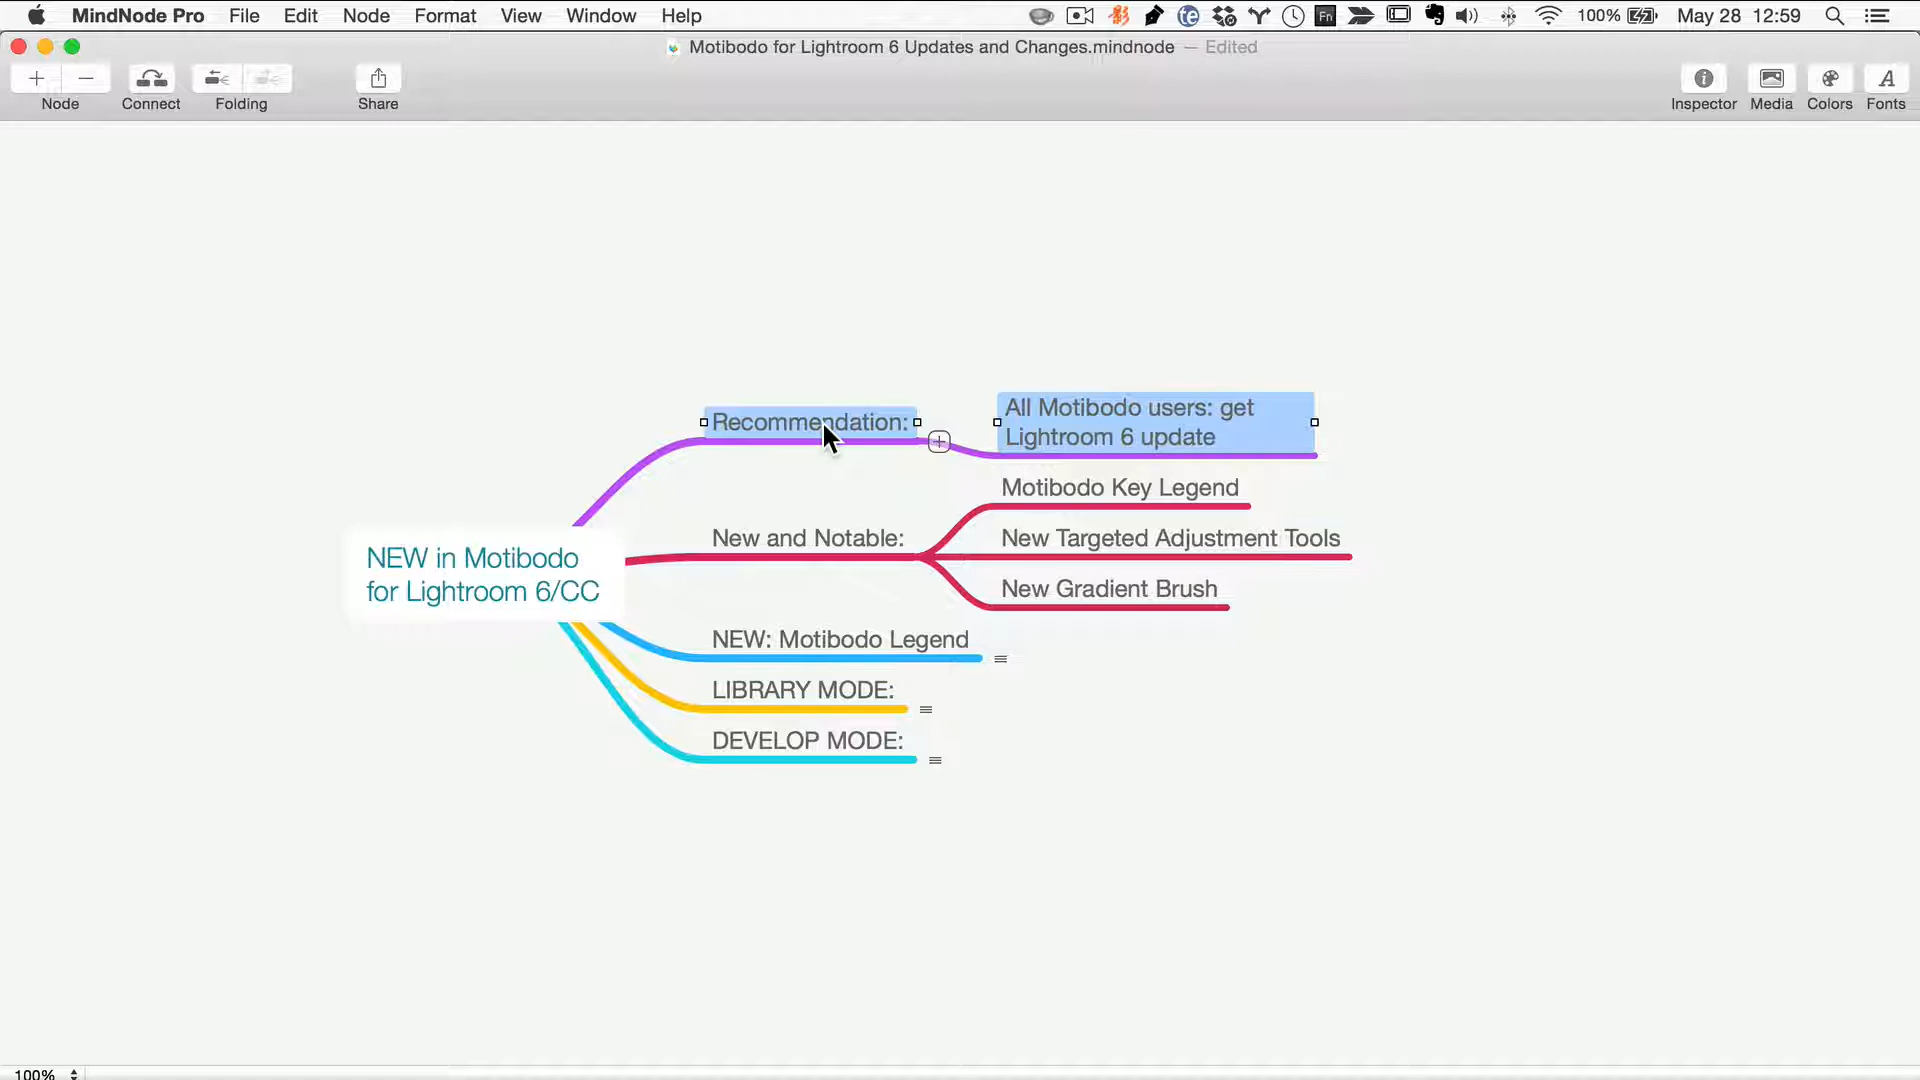 MindNode Pro File Edit Node Format View Window Help
Fn 100% May 28 12:59
Motibodo for Lightroom 6 Updates and Changes.mindnode — Edited
Node Connect Folding Share Inspector Media Colors Fonts
Recommendation:
All Motibodo users: get
Lightroom 6 update
Motibodo Key Legend
New and Notable:
New Targeted Adjustment Tools
New Gradient Brush
NEW in Motibodo
for Lightroom 6/CC
NEW: Motibodo Legend
LIBRARY MODE:
DEVELOP MODE:
100%